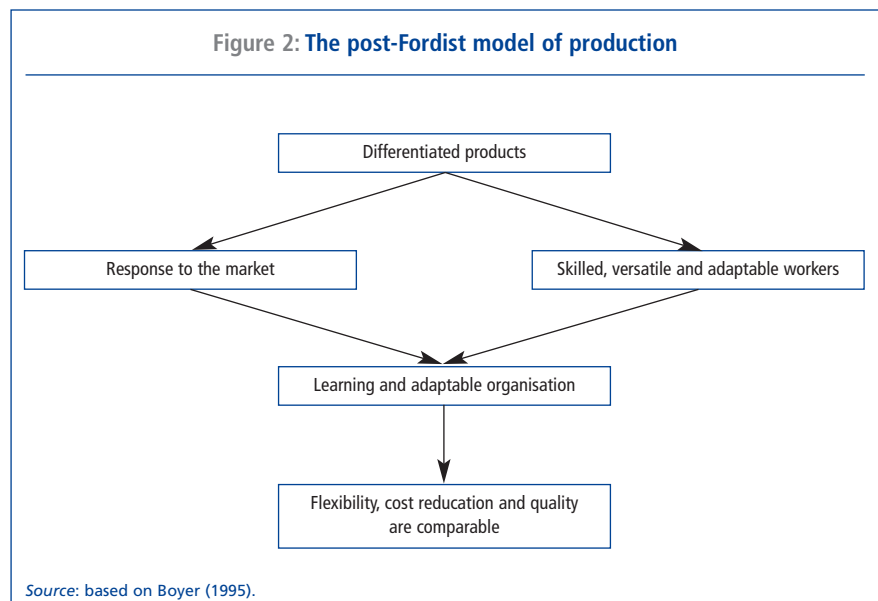 Figure 2: The post-Fordist model of production
Differentiated products
Response to the market
Skilled, versatile and adaptable workers
Learning and adaptable organisation
Flexibility, cost reducation and quality
are comparable
Source: based on Boyer (1995).